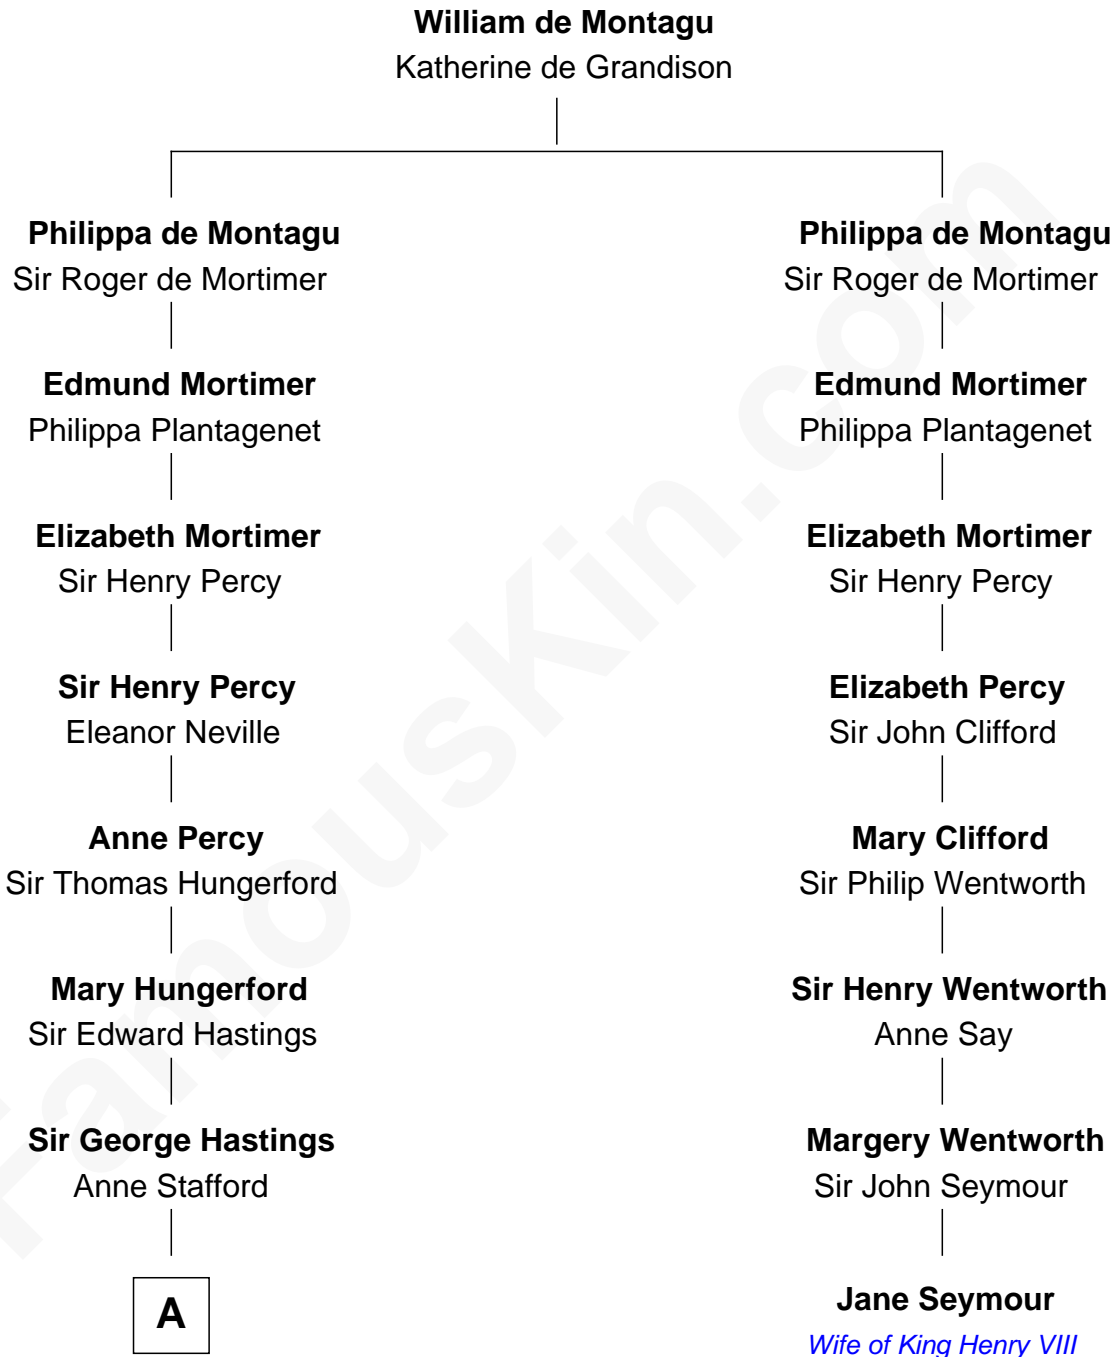 William de Montagu
Katherine de Grandison
Philippa de Montagu
Sir Roger de Mortimer
Philippa de Montagu
Sir Roger de Mortimer
Edmund Mortimer
Philippa Plantagenet
Edmund Mortimer
Philippa Plantagenet
Elizabeth Mortimer
Sir Henry Percy
Elizabeth Mortimer
Sir Henry Percy
Sir Henry Percy
Eleanor Neville
Elizabeth Percy
Sir John Clifford
Anne Percy
Sir Thomas Hungerford
Mary Clifford
Sir Philip Wentworth
Mary Hungerford
Sir Edward Hastings
Sir Henry Wentworth
Anne Say
Sir George Hastings
Anne Stafford
Margery Wentworth
Sir John Seymour
A
Jane Seymour
Wife of King Henry VIII
FamousKin.com